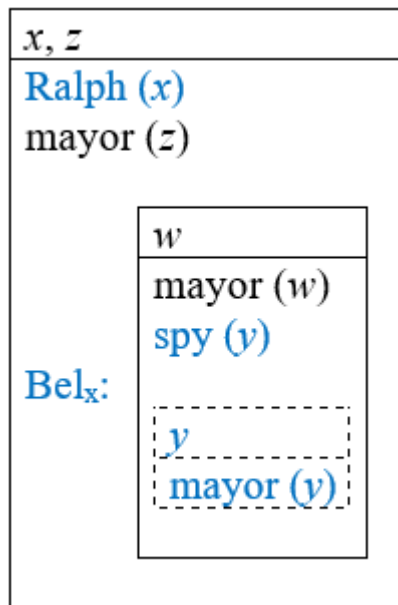 x, z
Ralph (x)
mayor (z)
w
mayor (w)
spy (y)
Belₓ:
y
mayor (y)